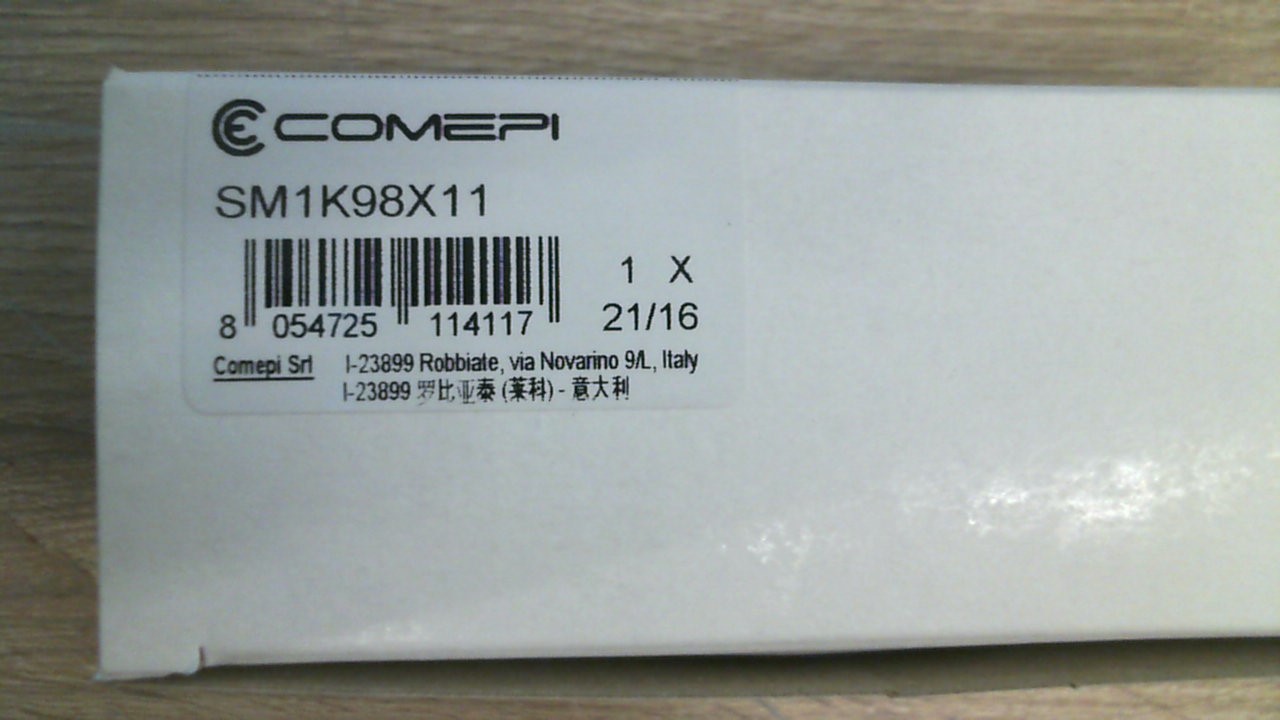 COMEPI
SM1K98X11
1 X
8 054725 114117
21/16
Comepi Srl I-23899 Robbiate, via Novarino 9/L, Italy
I-23899 罗比亚泰 (莱科) - 意大利